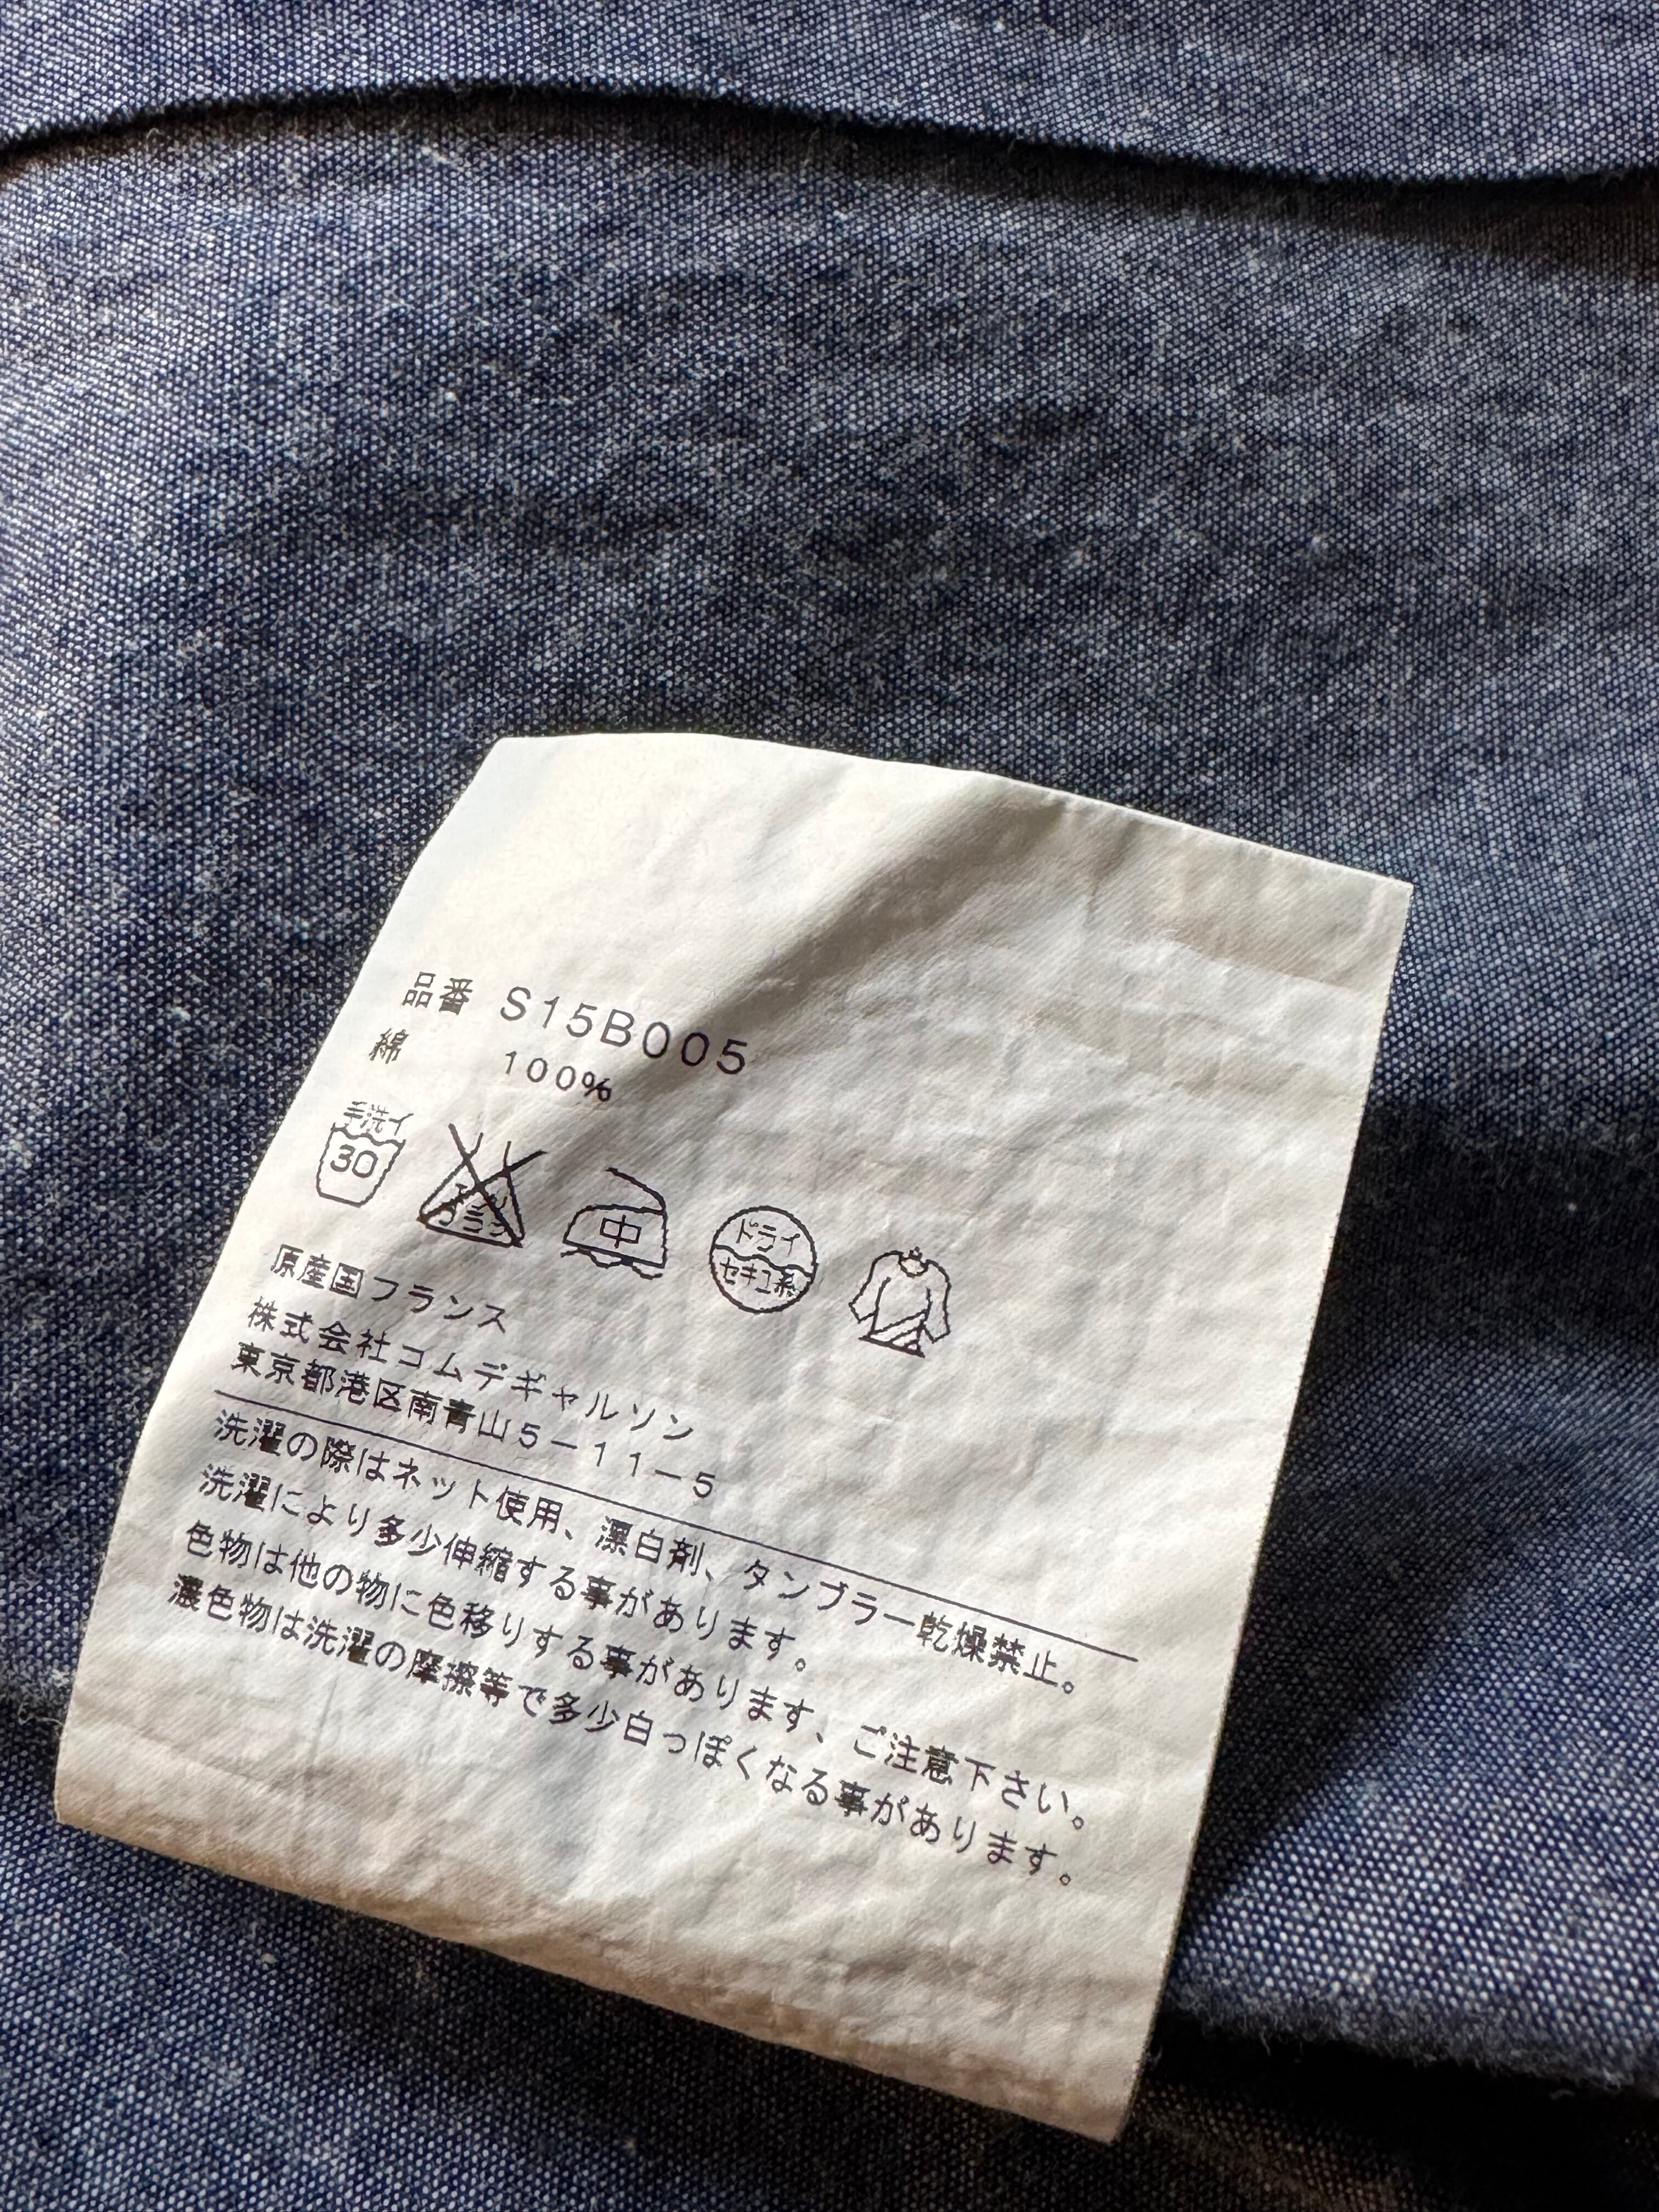 品番 S15B005
綿 100%
手洗イ
30
エンソ
サラシ
中
ドライ
セキユ系
原産国フランス
株式会社コムデギャルソン
東京都港区南青山5－11－5
洗濯の際はネット使用、漂白剤、タンブラー乾燥禁止。
洗濯により多少伸縮する事があります。
色物は他の物に色移りする事があります、ご注意下さい。
濃色物は洗濯の摩擦等で多少白っぽくなる事があります。